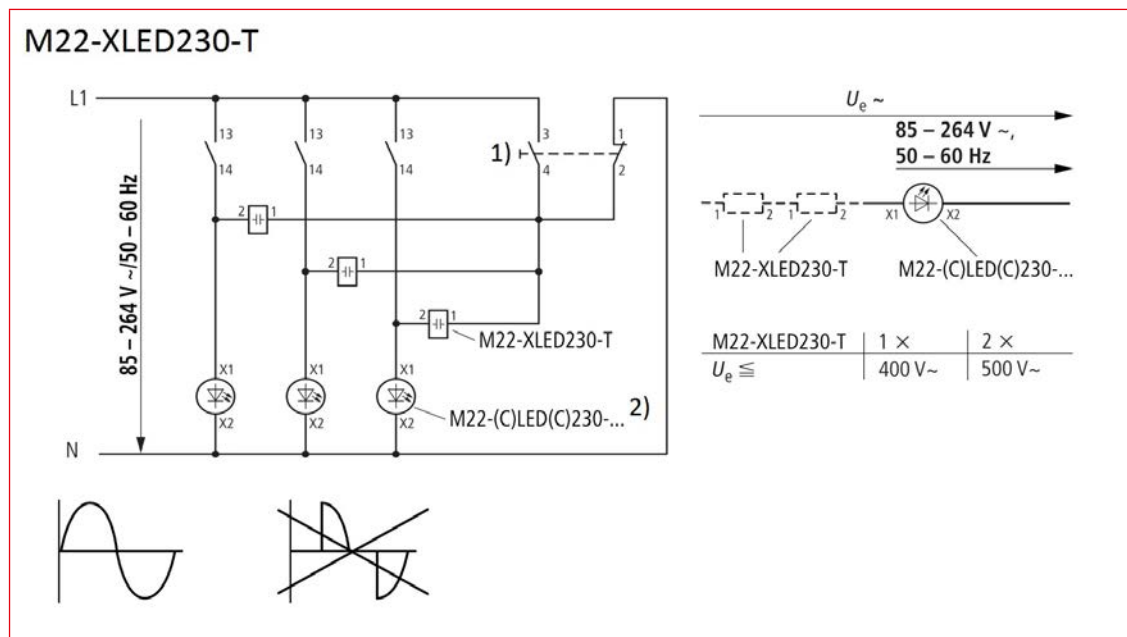 M22-XLED230-T
L1
U e ~
85 – 264 V ~,
50 – 60 Hz
13 13 13 3 1
1)
14 14 14 4 2
85 – 264 V ~/50 – 60 Hz
2 1
1 2 1 2 X1 X2
2 1
M22-XLED230-T M22-(C)LED(C)230-...
2 1
M22-XLED230-T
M22-XLED230-T 1 × 2 ×
U e ≦ 400 V~ 500 V~
X1 X1 X1
M22-(C)LED(C)230-... 2)
X2 X2 X2
N